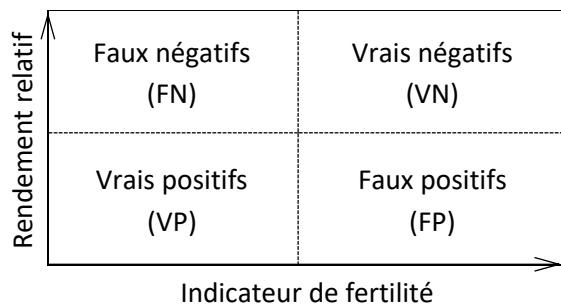 Rendement relatif
Faux négatifs
(FN)
Vrais négatifs
(VN)
Vrais positifs
(VP)
Faux positifs
(FP)
Indicateur de fertilité